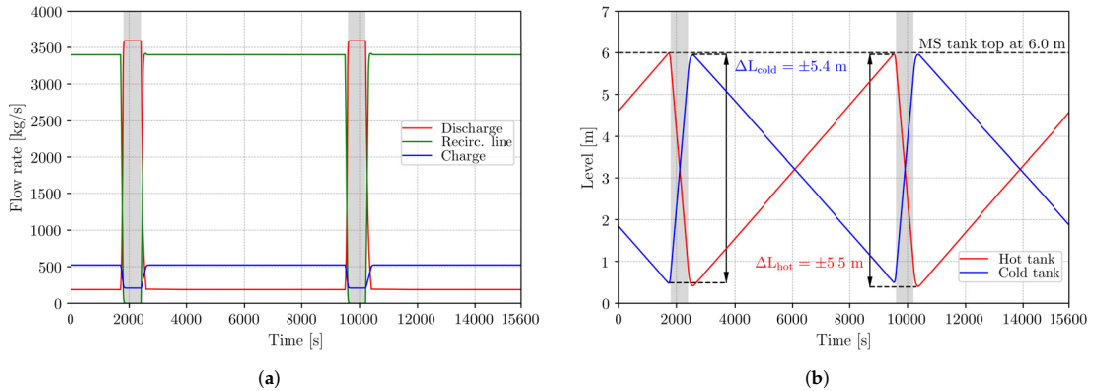 4000
3500
3000
2500
2000
1500
1000
500
0
Flow rate [kg/s]
Discharge
Recirc. line
Charge
0 2000 4000 6000 8000 10000 12000 14000 15600
Time [s]
(a)
7
6
5
4
3
2
1
0
Level [m]
MS tank top at 6.0 m
ΔLcold = ±5.4 m
ΔLhot = ±5 5 m
Hot tank
Cold tank
0 2000 4000 6000 8000 10000 12000 14000 15600
Time [s]
(b)